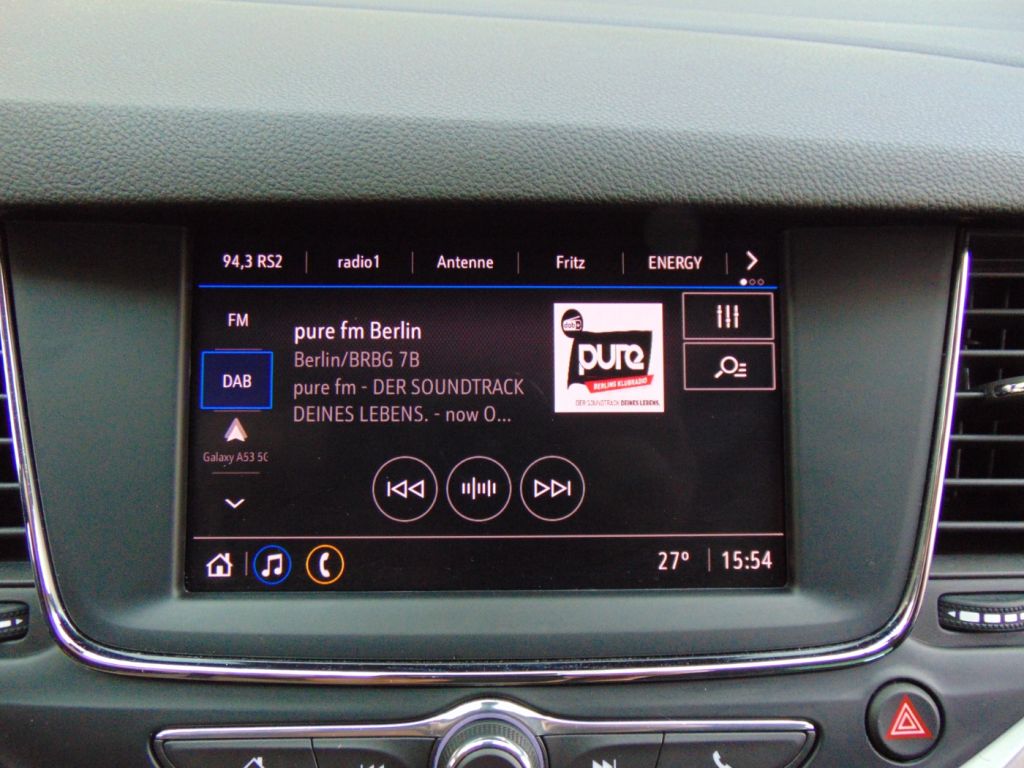 94,3 RS2 radio1 Antenne Fritz ENERGY
FM
DAB
Galaxy A53 5G
pure fm Berlin
Berlin/BRBG 7B
pure fm - DER SOUNDTRACK
DEINES LEBENS. - now O...
dab+
pure
BERLINS KLUBRADIO
DER SOUNDTRACK DEINES LEBENS.
27° 15:54